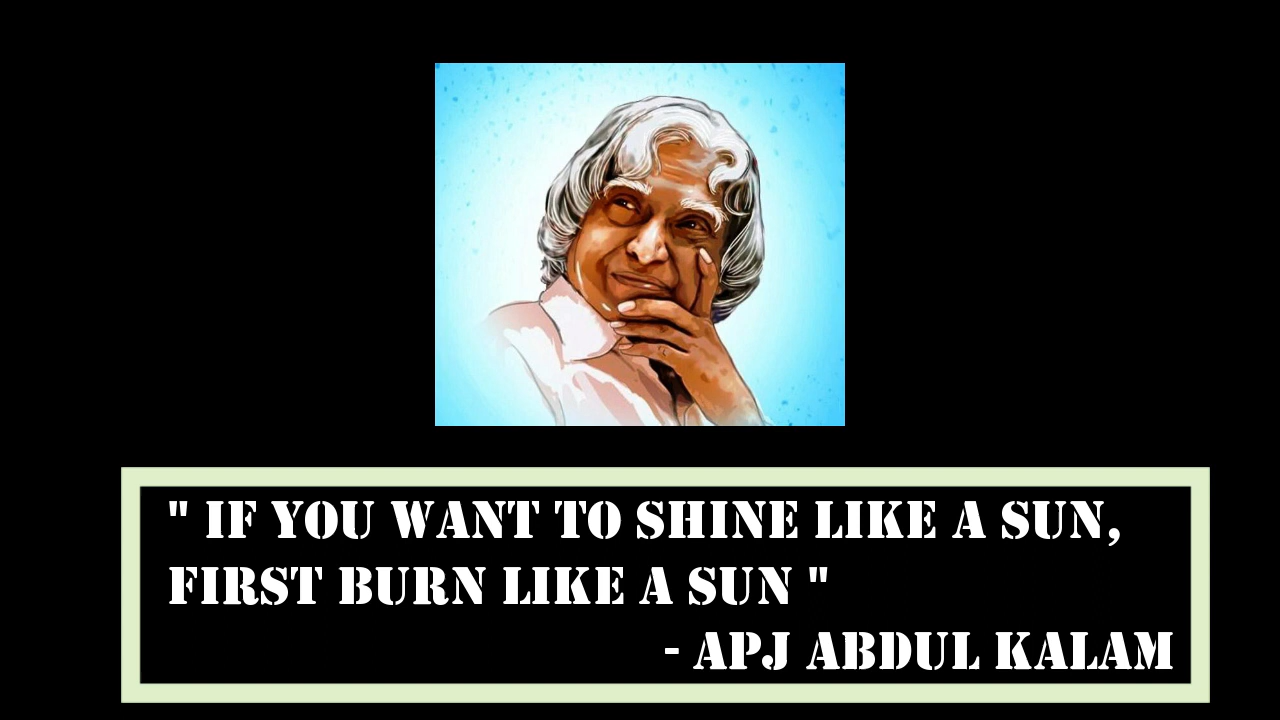 " IF YOU WANT TO SHINE LIKE A SUN,
FIRST BURN LIKE A SUN "
- APJ ABDUL KALAM